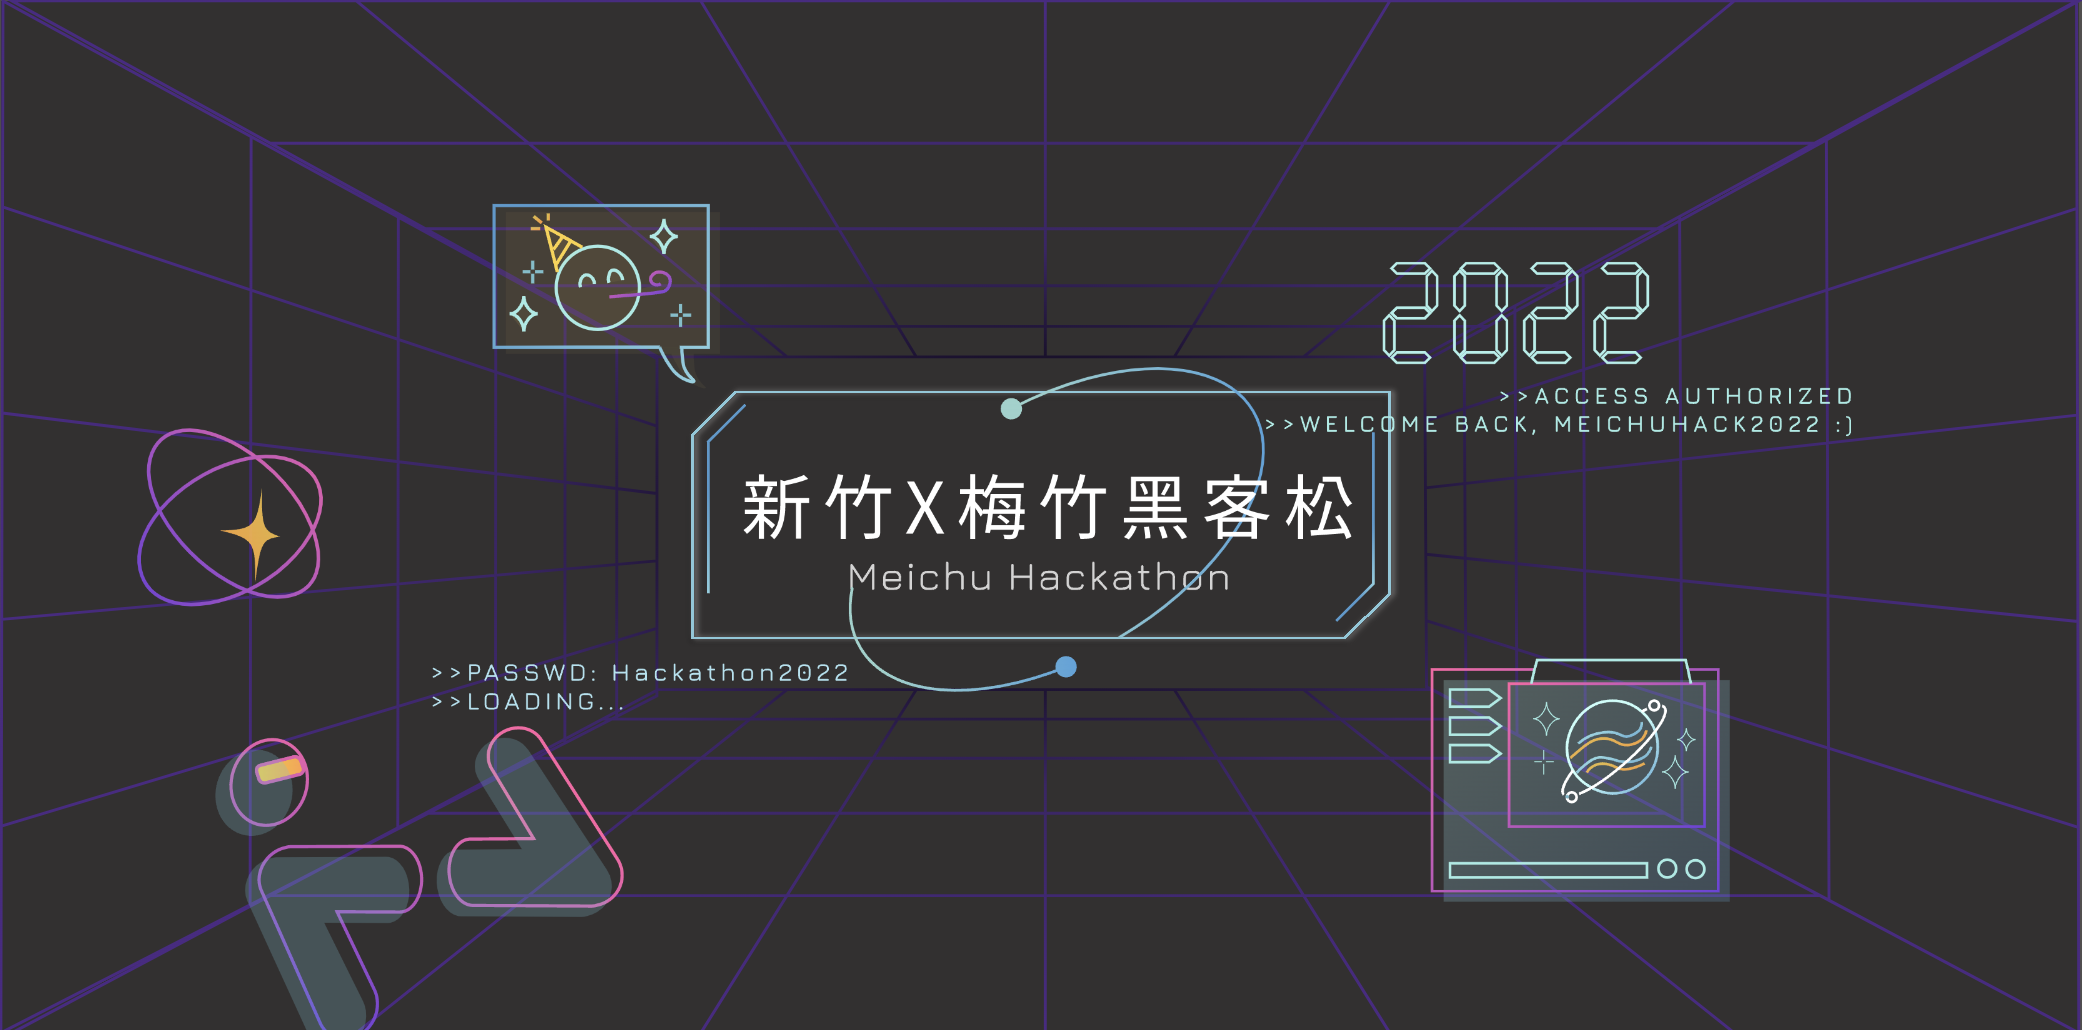 2022
>>ACCESS AUTHORIZED
>>WELCOME BACK, MEICHUHACK2022 :)
新竹X梅竹黑客松
Meichu Hackathon
>>PASSWD: Hackathon2022
>>LOADING...